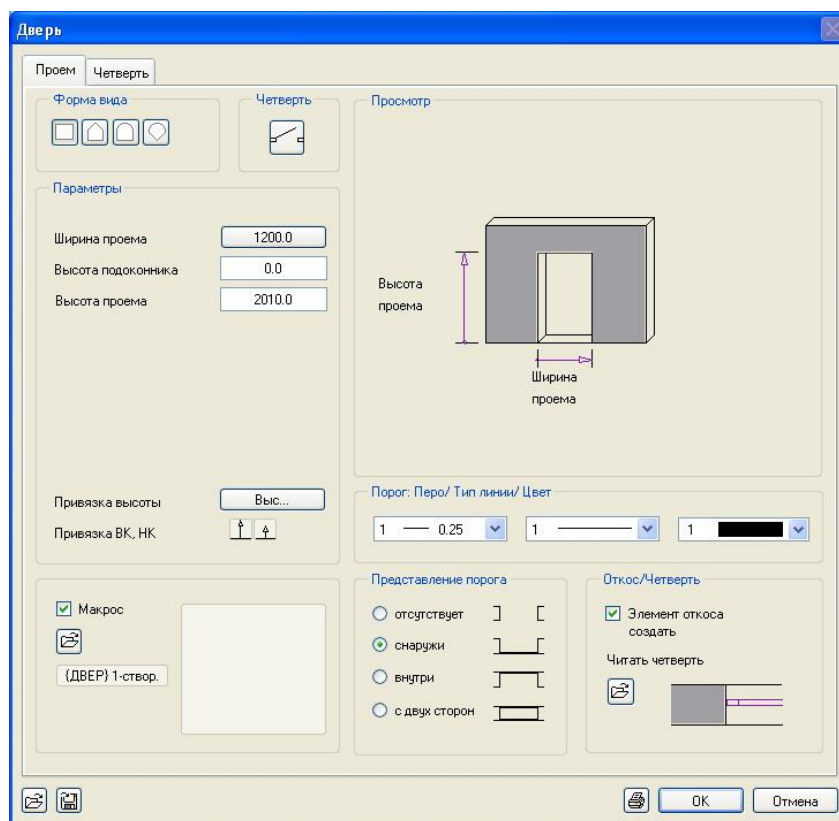 Дверь
Проем
Четверть
Форма вида
Четверть
Просмотр
Параметры
Ширина проема
1200.0
Высота подоконника
0.0
Высота проема
2010.0
Высота
проема
Ширина
проема
Привязка высоты
Выс...
Привязка ВК, НК
Порог: Перо/ Тип линии/ Цвет
1 0.25
1
1
Макрос
{ДВЕР} 1-створ.
Представление порога
отсутствует
снаружи
внутри
с двух сторон
Откос/Четверть
Элемент откоса
создать
Читать четверть
OK
Отмена